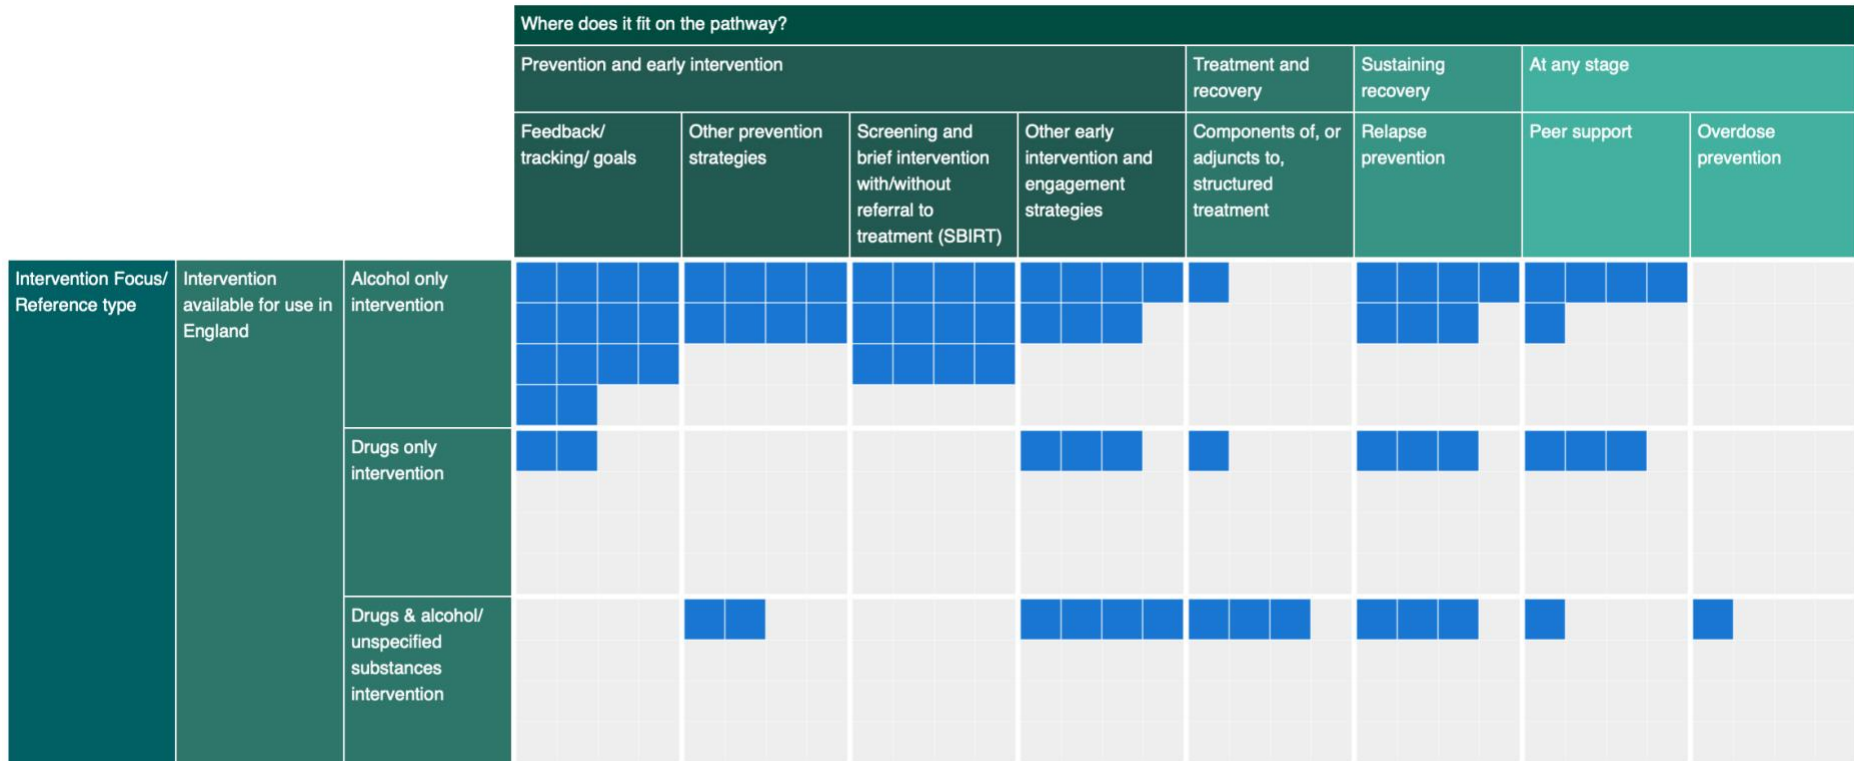 Where does it fit on the pathway?
Prevention and early intervention
Treatment and
recovery
Sustaining
recovery
At any stage
Feedback/
tracking/ goals
Other prevention
strategies
Screening and
brief intervention
with/without
referral to
treatment (SBIRT)
Other early
intervention and
engagement
strategies
Components of, or
adjuncts to,
structured
treatment
Relapse
prevention
Peer support
Overdose
prevention
Intervention Focus/
Reference type
Intervention
available for use in
England
Alcohol only
intervention
Drugs only
intervention
Drugs & alcohol/
unspecified
substances
intervention